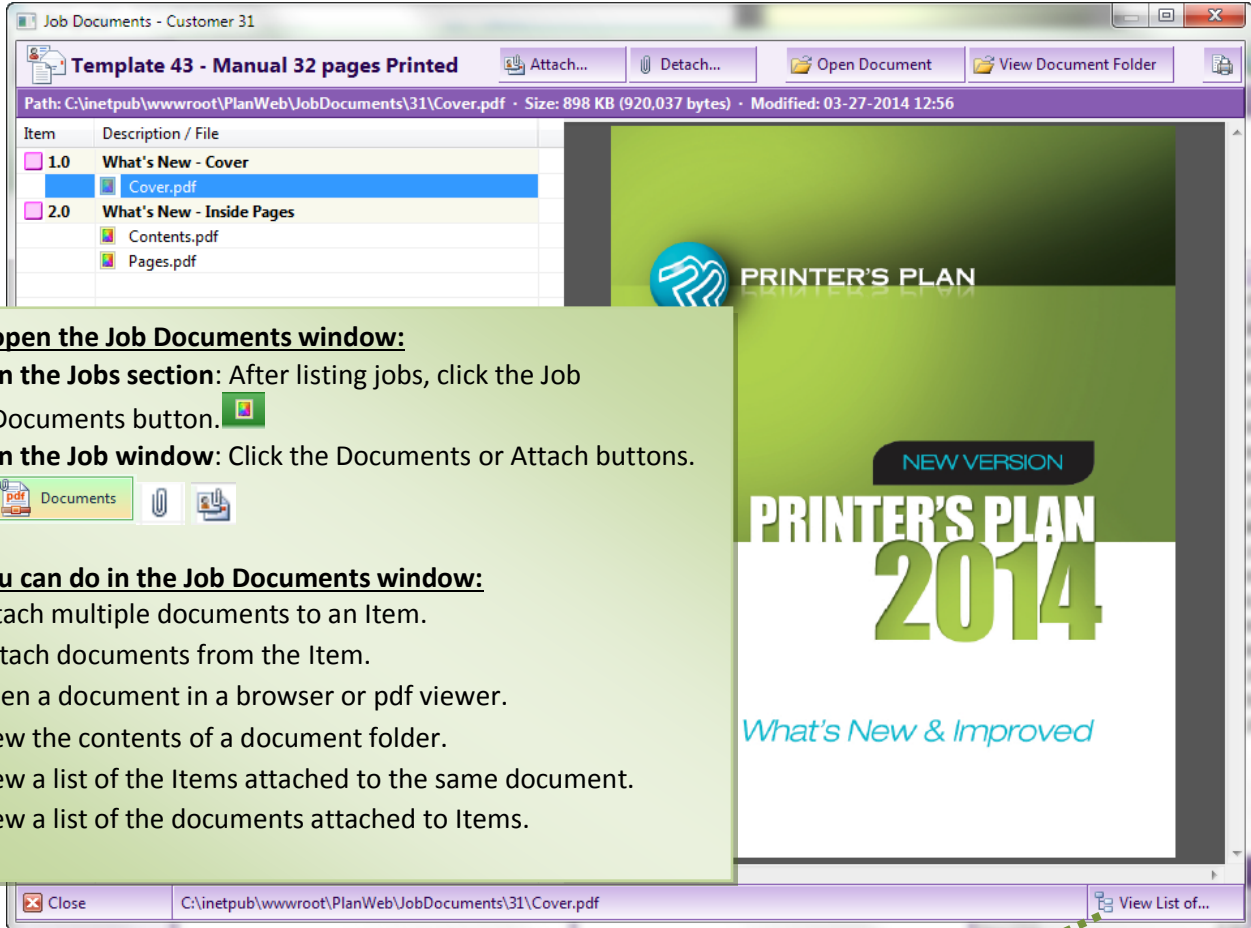 Job Documents - Customer 31
Template 43 - Manual 32 pages Printed
Attach...
Detach...
Open Document
View Document Folder
Path: C:\inetpub\wwwroot\PlanWeb\JobDocuments\31\Cover.pdf · Size: 898 KB (920,037 bytes) · Modified: 03-27-2014 12:56
Item Description / File
1.0 What's New - Cover
Cover.pdf
2.0 What's New - Inside Pages
Contents.pdf
Pages.pdf
PRINTER'S PLAN
NEW VERSION
PRINTER'S PLAN
2014
What's New & Improved
open the Job Documents window:
n the Jobs section: After listing jobs, click the Job
Documents button.
n the Job window: Click the Documents or Attach buttons.
pdf Documents
u can do in the Job Documents window:
tach multiple documents to an Item.
tach documents from the Item.
en a document in a browser or pdf viewer.
ew the contents of a document folder.
ew a list of the Items attached to the same document.
ew a list of the documents attached to Items.
Close
C:\inetpub\wwwroot\PlanWeb\JobDocuments\31\Cover.pdf
View List of...